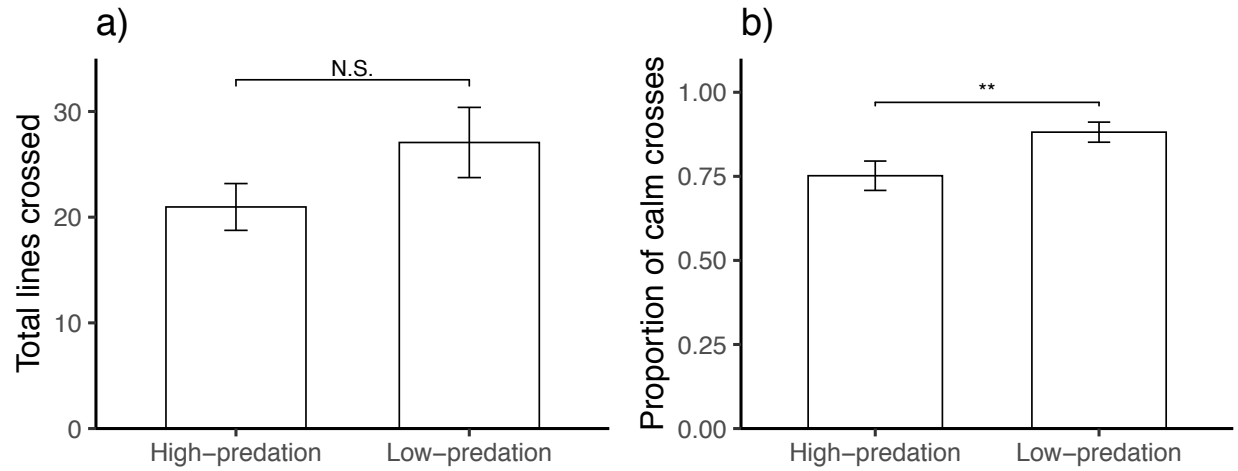 a)
Total lines crossed
30
20
10
0
N.S.
High–predation
Low–predation
b)
Proportion of calm crosses
1.00
0.75
0.50
0.25
0.00
**
High–predation
Low–predation